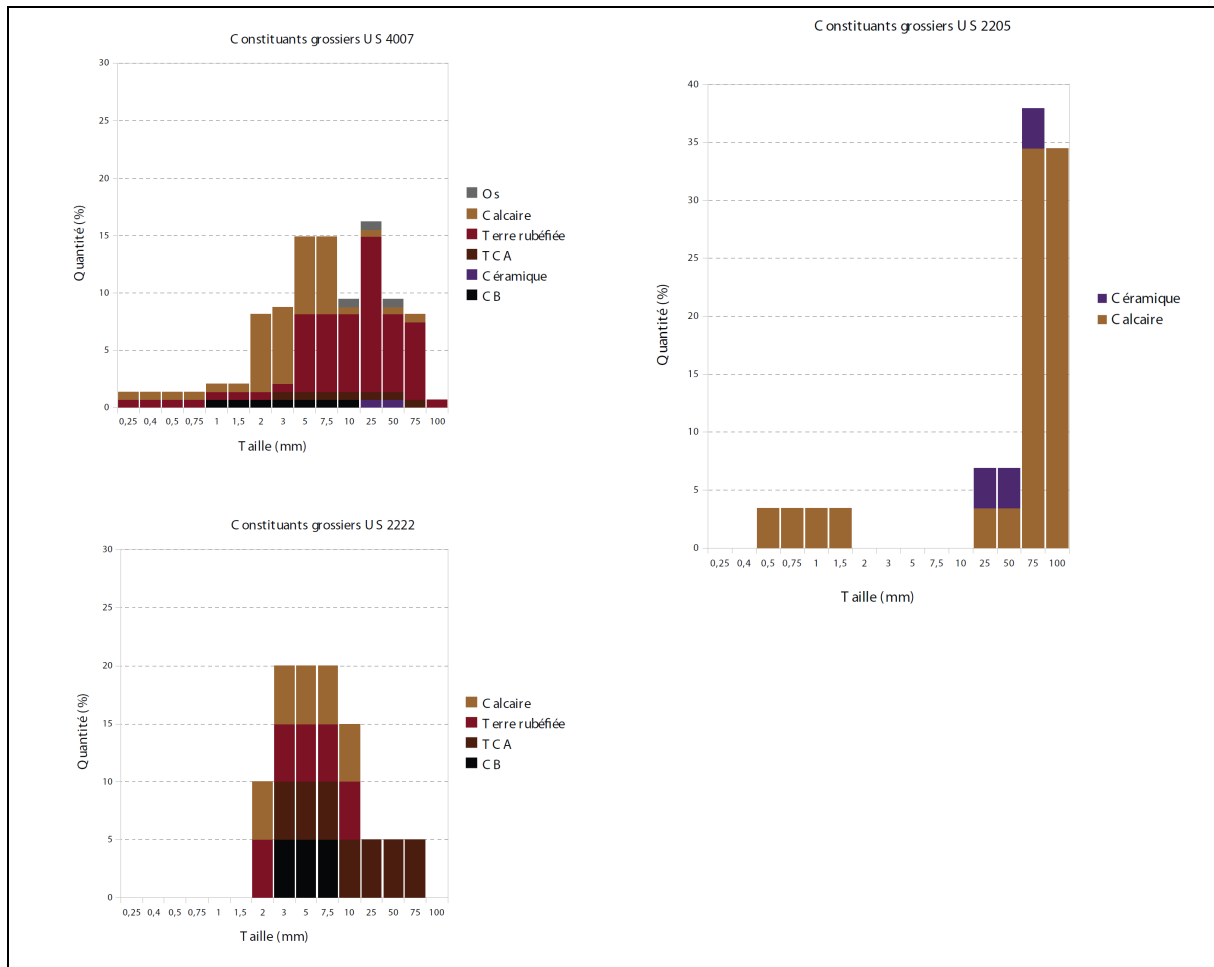 Constituants grossiers US 4007
30
25
20
15
10
5
0
Quantité (%)
0,25 0,4 0,5 0,75 1 1,5 2 3 5 7,5 10 25 50 75 100
Taille (mm)
Os
Calcaire
Terre rubéfiée
TCA
Céramique
CB
Constituants grossiers US 2205
40
35
30
25
20
15
10
5
0
Quantité (%)
0,25 0,4 0,5 0,75 1 1,5 2 3 5 7,5 10 25 50 75 100
Taille (mm)
Céramique
Calcaire
Constituants grossiers US 2222
30
25
20
15
10
5
0
Quantité (%)
0,25 0,4 0,5 0,75 1 1,5 2 3 5 7,5 10 25 50 75 100
Taille (mm)
Calcaire
Terre rubéfiée
TCA
CB